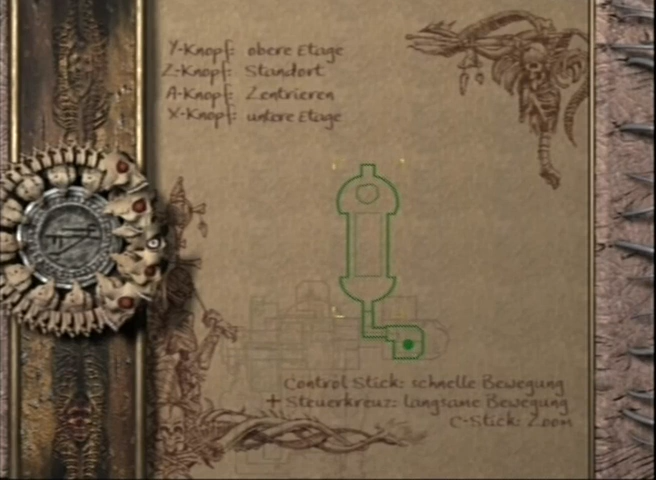 Y-Knopf: obere Etage
Z-Knopf: Standort
A-Knopf: Zentrieren
X-Knopf: untere Etage
Control Stick: schnelle Bewegung
+ Steuerkreuz: langsame Bewegung
C-Stick: Zoom